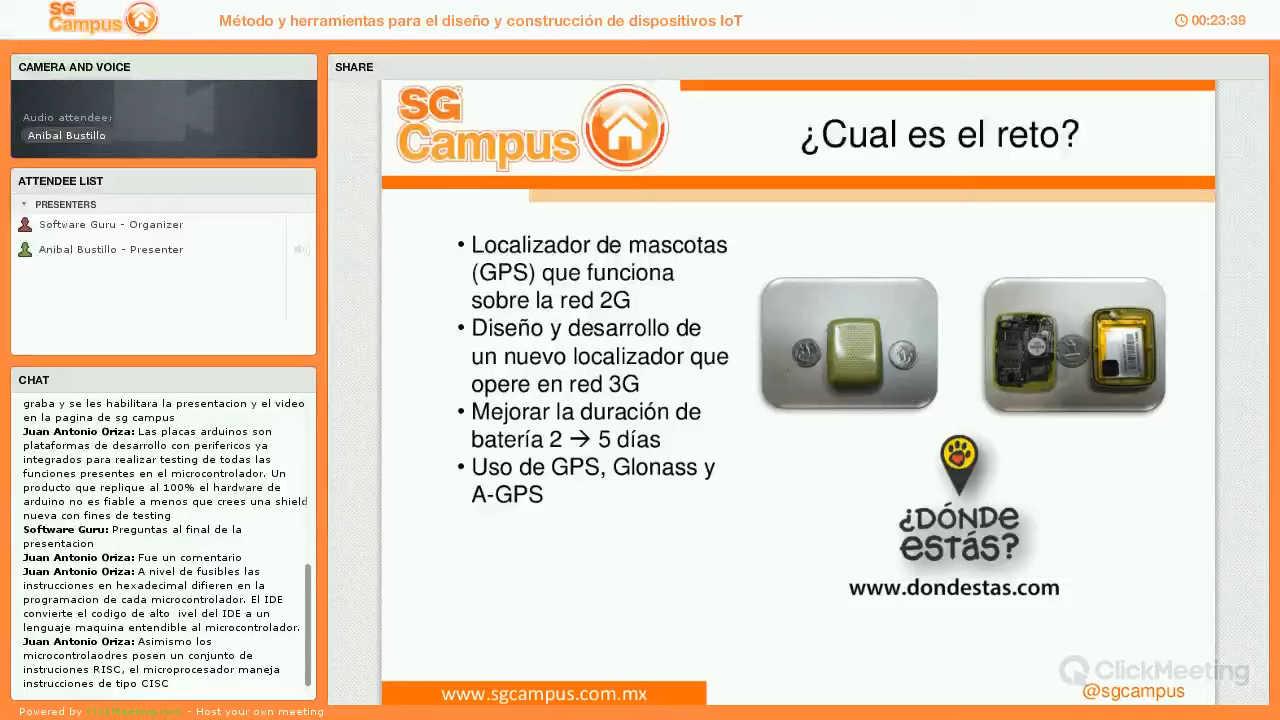 SG Campus
Método y herramientas para el diseño y construcción de dispositivos IoT
00:23:39
CAMERA AND VOICE
Audio attendee:
Anibal Bustillo
ATTENDEE LIST
PRESENTERS
Software Guru - Organizer
Anibal Bustillo - Presenter
CHAT
graba y se les habilitara la presentacion y el video
en la pagina de sg campus
Juan Antonio Oriza: Las placas arduinos son
plataformas de desarrollo con perifericos ya
integrados para realizar testing de todas las
funciones presentes en el microcontrolador. Un
producto que replique al 100% el hardware de
arduino no es fiable a menos que crees una shield
nueva con fines de testing
Software Guru: Preguntas al final de la
presentacion
Juan Antonio Oriza: Fue un comentario
Juan Antonio Oriza: A nivel de fusibles las
instrucciones en hexadecimal difieren en la
programacion de cada microcontrolador. El IDE
convierte el codigo de alto ivel del IDE a un
lenguaje maquina entendible al microcontrolador.
Juan Antonio Oriza: Asimismo los
microcontrolaodres posen un conjunto de
instruciones RISC, el microprocesador maneja
instrucciones de tipo CISC
Powered by ClickMeeting.com - Host your own meeting
SHARE
SG
Campus
¿Cual es el reto?
• Localizador de mascotas
(GPS) que funciona
sobre la red 2G
• Diseño y desarrollo de
un nuevo localizador que
opere en red 3G
• Mejorar la duración de
batería 2 → 5 días
• Uso de GPS, Glonass y
A-GPS
¿DÓNDE
estás?
www.dondestas.com
www.sgcampus.com.mx
ClickMeeting
@sgcampus